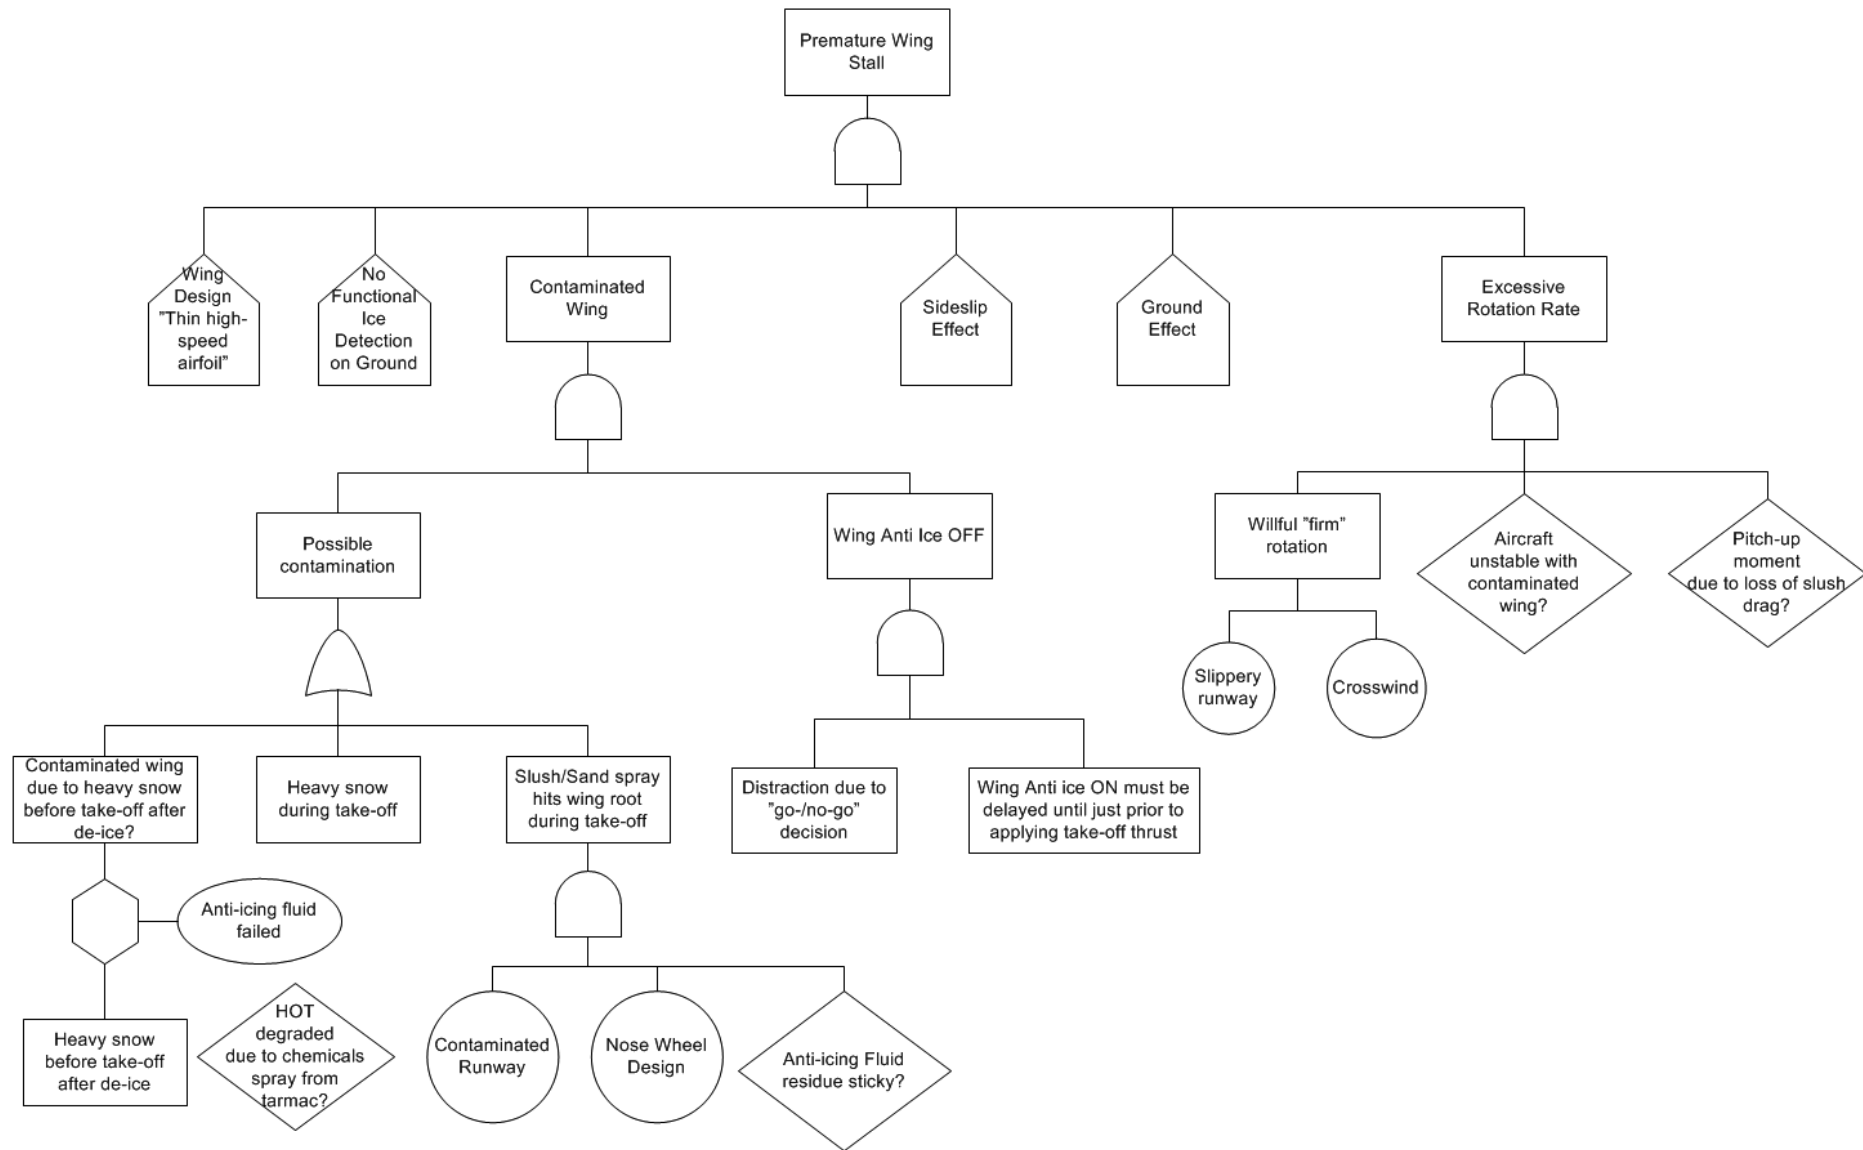 Premature Wing
Stall
Wing
Design
”Thin high-
speed
airfoil”
No
Functional
Ice
Detection
on Ground
Contaminated
Wing
Sideslip
Effect
Ground
Effect
Excessive
Rotation Rate
Possible
contamination
Wing Anti Ice OFF
Willful ”firm”
rotation
Aircraft
unstable with
contaminated
wing?
Pitch-up
moment
due to loss of slush
drag?
Slippery
runway
Crosswind
Contaminated wing
due to heavy snow
before take-off after
de-ice?
Heavy snow
during take-off
Slush/Sand spray
hits wing root
during take-off
Distraction due to
”go-/no-go”
decision
Wing Anti ice ON must be
delayed until just prior to
applying take-off thrust
Anti-icing fluid
failed
Heavy snow
before take-off
after de-ice
HOT
degraded
due to chemicals
spray from
tarmac?
Contaminated
Runway
Nose Wheel
Design
Anti-icing Fluid
residue sticky?